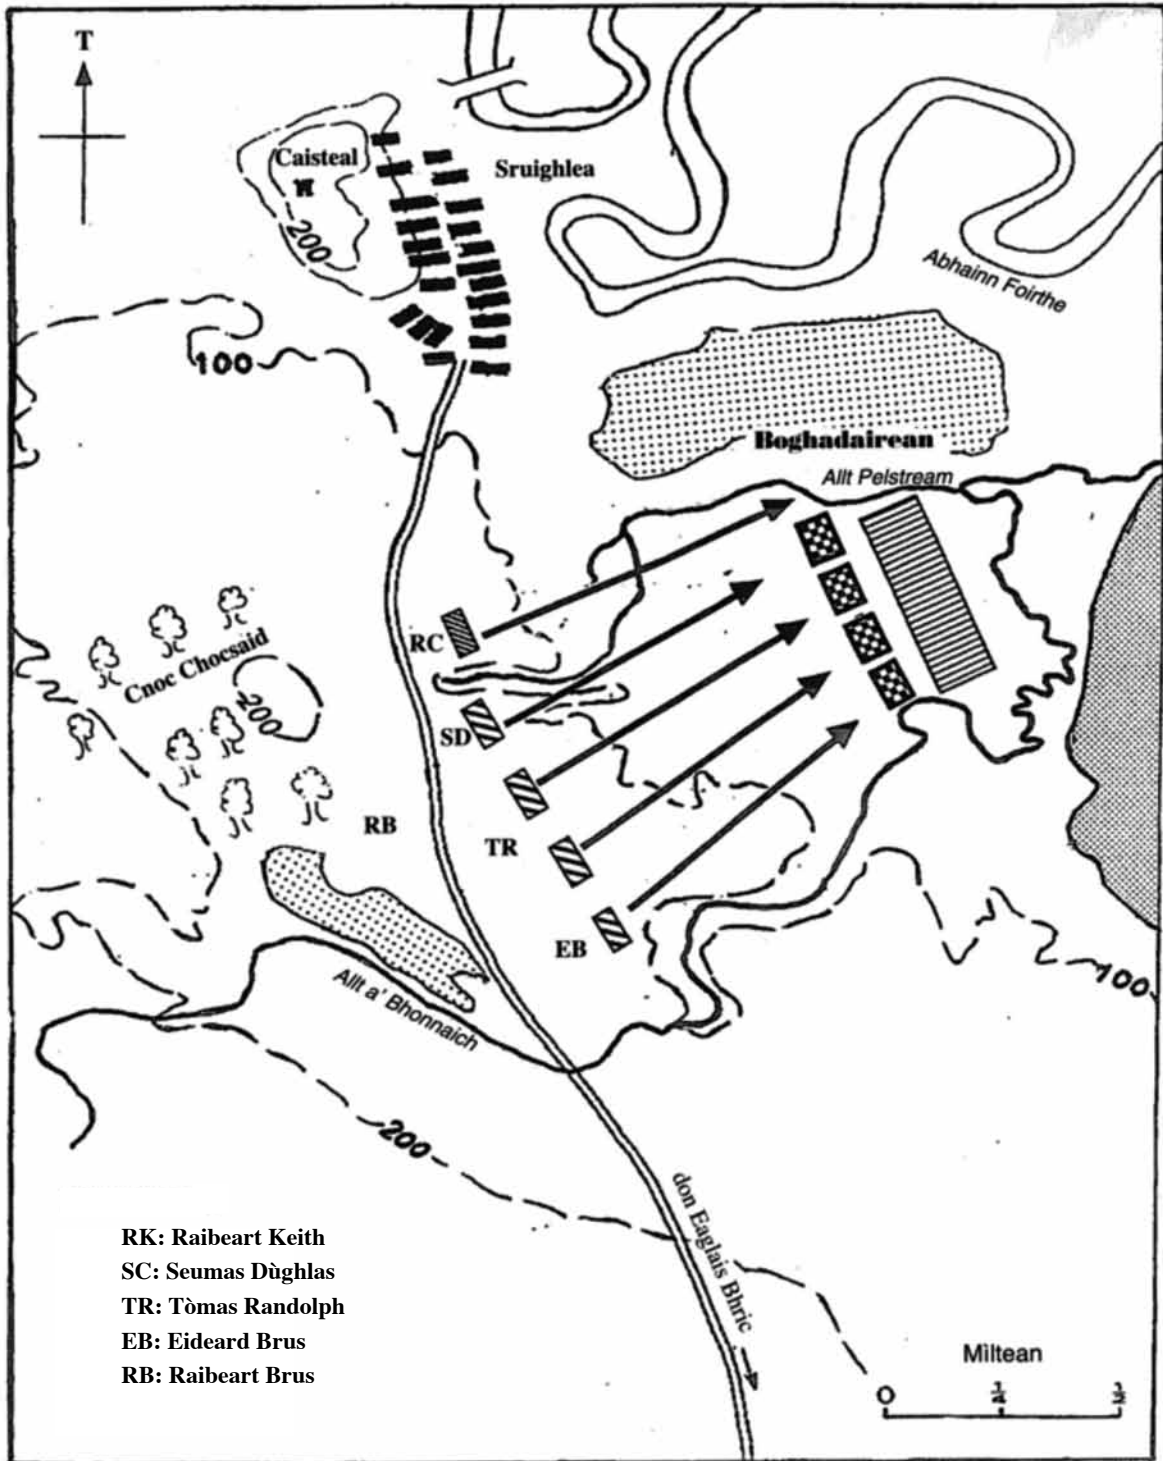 T
Caisteal
Sruighlea
200
Abhainn Foirthe
100
Boghadairean
Allt Pelstream
RC
Cnoc Chocsaid
200
SD
RB
TR
EB
Allt a' Bhonnaich
100
200
don Eaglais Bhric
RK: Raibeart Keith
SC: Seumas Dùghlas
TR: Tòmas Randolph
EB: Eideard Brus
RB: Raibeart Brus
Mìltean
0 1/4 1/2